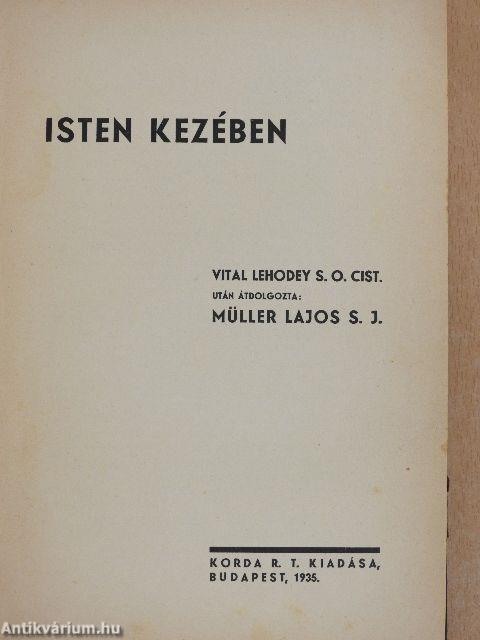 ISTEN KEZÉBEN
VITAL LEHODEY S. O. CIST.
UTÁN ÁTDOLGOZTA:
MÜLLER LAJOS S. J.
KORDA R. T. KIADÁSA,
BUDAPEST, 1935.
Antikvárium.hu